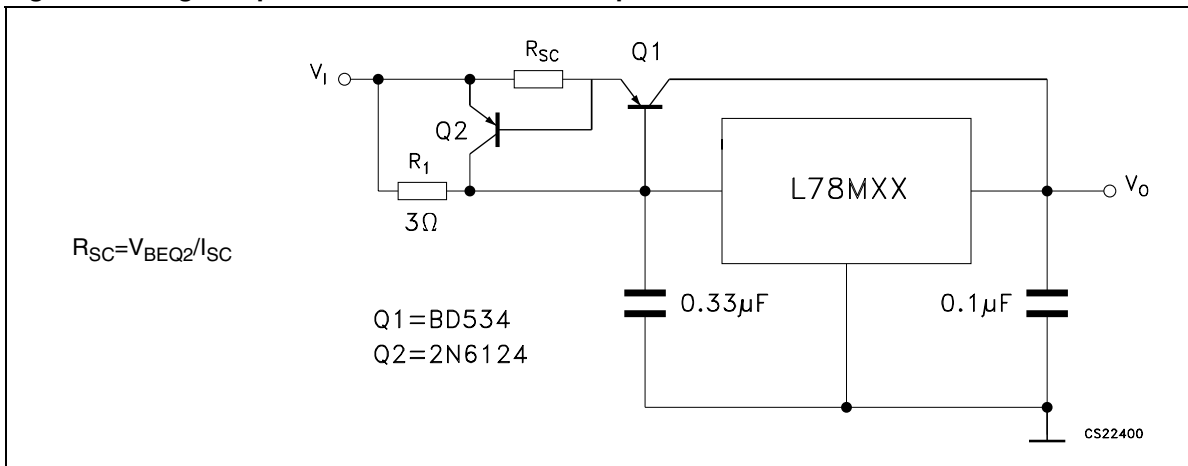 R_SC
Q1
V_I
Q2
R_1
3Ω
L78MXX
V_O
R_SC=V_BEQ2/I_SC
0.33µF
0.1µF
Q1=BD534
Q2=2N6124
CS22400